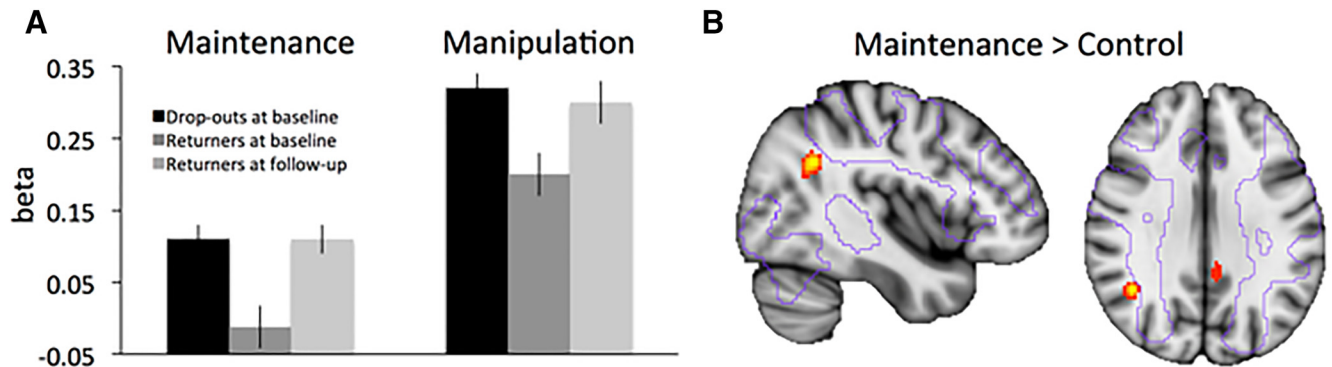 A
Maintenance
Manipulation
0.35
0.25
0.15
0.05
-0.05
beta
Drop-outs at baseline
Returners at baseline
Returners at follow-up
B
Maintenance > Control